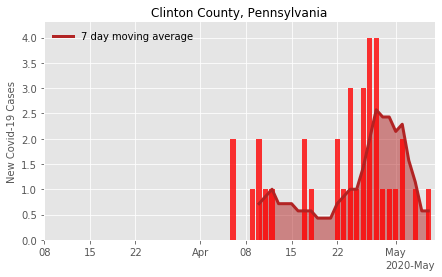 Clinton County, Pennsylvania
7 day moving average
New Covid-19 Cases
4.0
3.5
3.0
2.5
2.0
1.5
1.0
0.5
0.0
08 15 22 Apr 08 15 22 May
2020-May